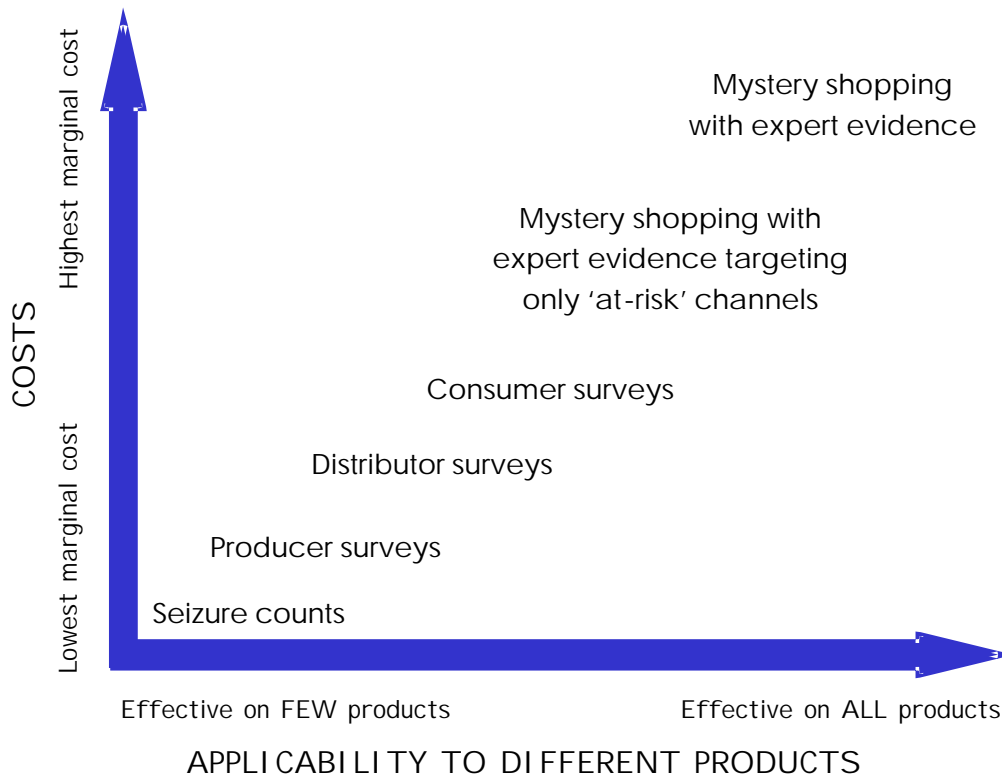 Highest marginal cost
Mystery shopping
with expert evidence
Mystery shopping with
expert evidence targeting
only ‘at-risk’ channels
COSTS
Consumer surveys
Lowest marginal cost
Distributor surveys
Producer surveys
Seizure counts
Effective on FEW products
Effective on ALL products
APPLICABILITY TO DIFFERENT PRODUCTS